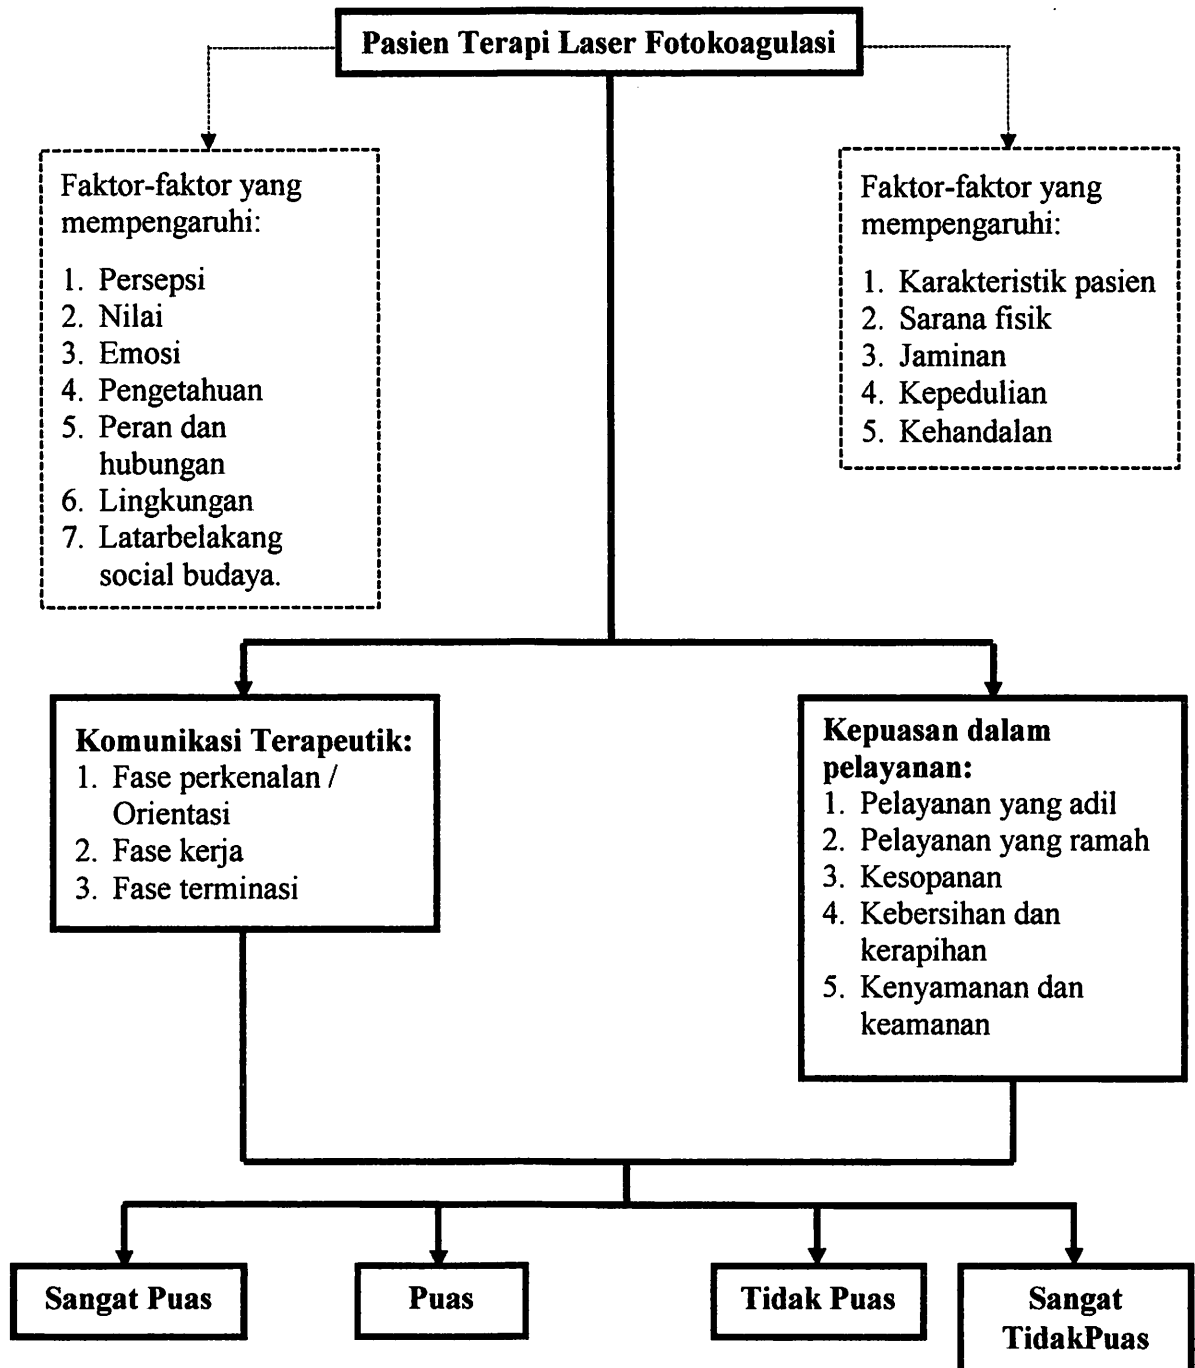 Pasien Terapi Laser Fotokoagulasi
Faktor-faktor yang
mempengaruhi:
1. Persepsi
2. Nilai
3. Emosi
4. Pengetahuan
5. Peran dan
hubungan
6. Lingkungan
7. Latarbelakang
social budaya.
Faktor-faktor yang
mempengaruhi:
1. Karakteristik pasien
2. Sarana fisik
3. Jaminan
4. Kepedulian
5. Kehandalan
Komunikasi Terapeutik:
1. Fase perkenalan /
Orientasi
2. Fase kerja
3. Fase terminasi
Kepuasan dalam
pelayanan:
1. Pelayanan yang adil
2. Pelayanan yang ramah
3. Kesopanan
4. Kebersihan dan
kerapihan
5. Kenyamanan dan
keamanan
Sangat Puas
Puas
Tidak Puas
Sangat
TidakPuas